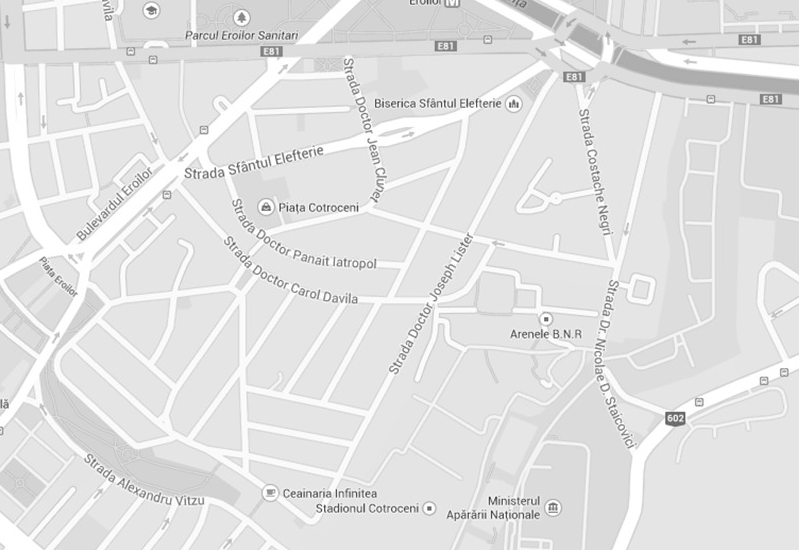 Eroilor M
Parcul Eroilor Sanitari
E81
E81
E81
E81
E81
Strada Doctor Jean Clunet
Biserica Sfântul Elefterie
Strada Costache Negri
Strada Sfântul Elefterie
Bulevardul Eroilor
Piața Cotroceni
Strada Doctor Panait Iatropol
Strada Doctor Carol Davila
Piața Eroilor
Strada Doctor Joseph Lister
Arenele B.N.R
Strada Dr. Nicolae D. Staicovici
602
Strada Alexandru Vitzu
Ceainaria Infinitea
Stadionul Cotroceni
Ministerul
Apărării Naționale